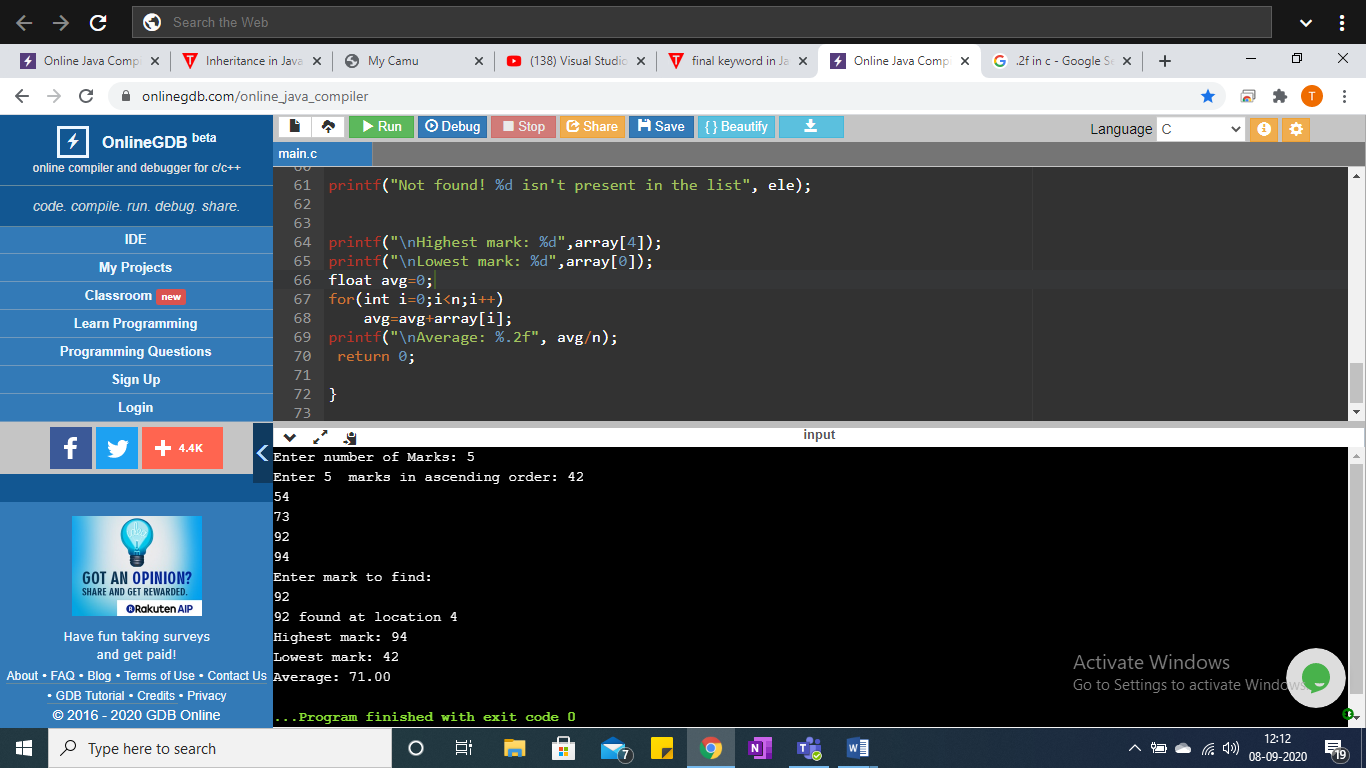 Search the Web
Online Java Comp
Inheritance in Java
My Camu
(138) Visual Studio
final keyword in Ja
Online Java Comp
.2f in c - Google Se
onlinegdb.com/online_java_compiler
T
OnlineGDB beta
online compiler and debugger for c/c++
code. compile. run. debug. share.
IDE
My Projects
Classroom new
Learn Programming
Programming Questions
Sign Up
Login
4.4K
GOT AN OPINION?
SHARE AND GET REWARDED.
Rakuten AIP
Have fun taking surveys
and get paid!
About • FAQ • Blog • Terms of Use • Contact Us
• GDB Tutorial • Credits • Privacy
© 2016 - 2020 GDB Online
Run
Debug
Stop
Share
Save
{ } Beautify
Language C
main.c
60
61 printf("Not found! %d isn't present in the list", ele);
62
63
64 printf("\nHighest mark: %d",array[4]);
65 printf("\nLowest mark: %d",array[0]);
66 float avg=0;
67 for(int i=0;i<n;i++)
68 avg=avg+array[i];
69 printf("\nAverage: %.2f", avg/n);
70 return 0;
71
72 }
73
input
Enter number of Marks: 5
Enter 5  marks in ascending order: 42
54
73
92
94
Enter mark to find:
92
92 found at location 4
Highest mark: 94
Lowest mark: 42
Average: 71.00
...Program finished with exit code 0
Activate Windows
Go to Settings to activate Windows.
Type here to search
7
12:12
08-09-2020
19